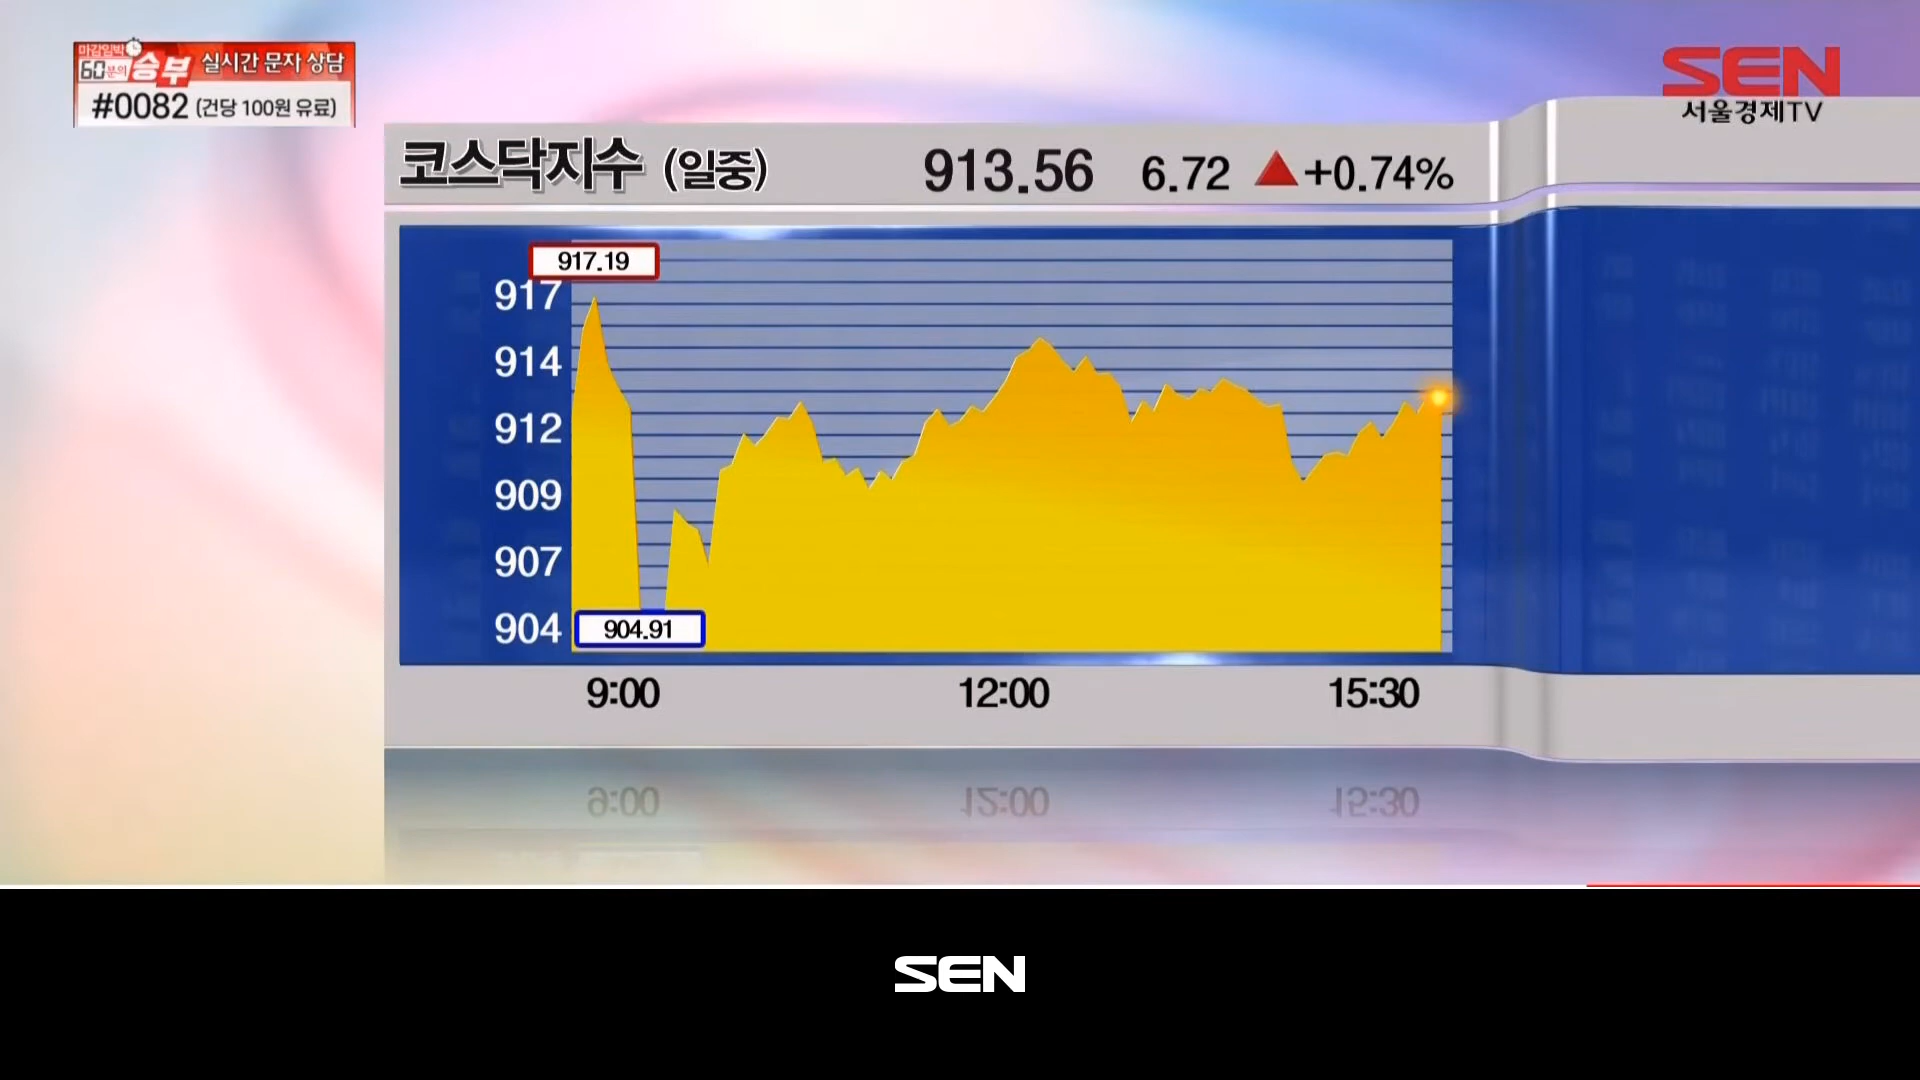 마감임박
60분의 승부 실시간 문자 상담
#0082 (건당 100원 유료)
SEN
서울경제TV
코스닥지수 (일중) 913.56 6.72 ▲+0.74%
917.19
917
914
912
909
907
904
904.91
9:00 12:00 15:30
SEN